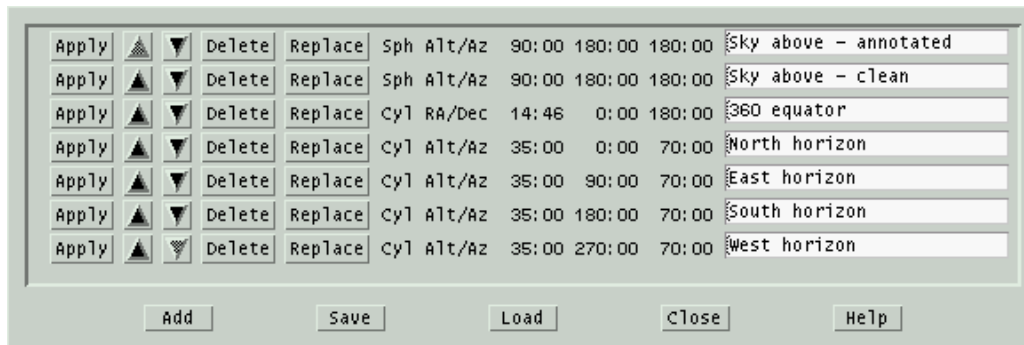 Apply Delete Replace Sph Alt/Az 90:00 180:00 180:00 Sky above - annotated
Apply Delete Replace Sph Alt/Az 90:00 180:00 180:00 Sky above - clean
Apply Delete Replace Cyl RA/Dec 14:46 0:00 180:00 360 equator
Apply Delete Replace Cyl Alt/Az 35:00 0:00 70:00 North horizon
Apply Delete Replace Cyl Alt/Az 35:00 90:00 70:00 East horizon
Apply Delete Replace Cyl Alt/Az 35:00 180:00 70:00 South horizon
Apply Delete Replace Cyl Alt/Az 35:00 270:00 70:00 West horizon
Add Save Load Close Help